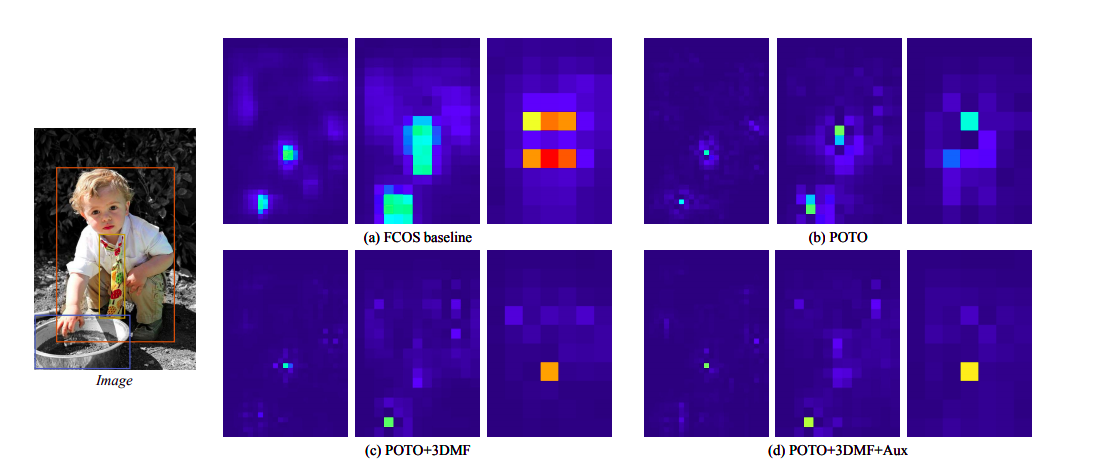 (a) FCOS baseline
(b) POTO
Image
(c) POTO+3DMF
(d) POTO+3DMF+Aux